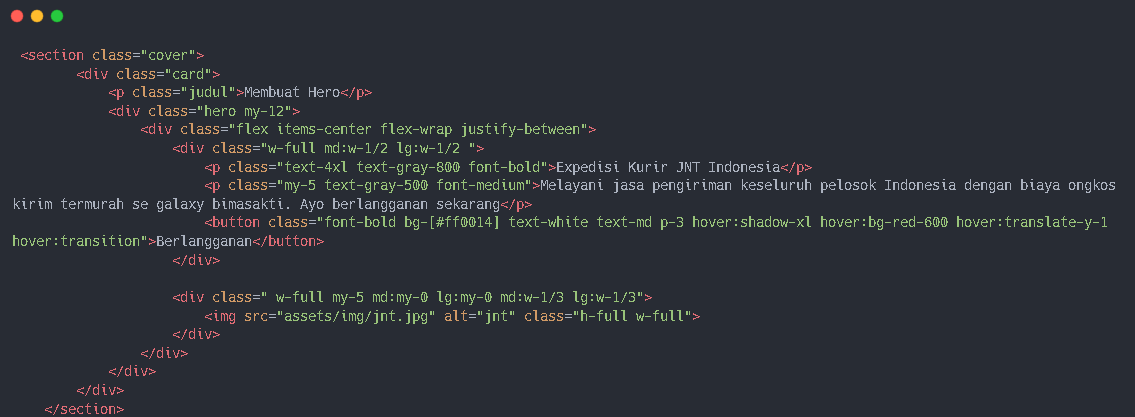 <section class="cover">
<div class="card">
<p class="judul">Membuat Hero</p>
<div class="hero my-12">
<div class="flex items-center flex-wrap justify-between">
<div class="w-full md:w-1/2 lg:w-1/2 ">
<p class="text-4xl text-gray-800 font-bold">Expedisi Kurir JNT Indonesia</p>
<p class="my-5 text-gray-500 font-medium">Melayani jasa pengiriman keseluruh pelosok Indonesia dengan biaya ongkos
kirim termurah se galaxy bimasakti. Ayo berlangganan sekarang</p>
<button class="font-bold bg-[#ff0014] text-white text-md p-3 hover:shadow-xl hover:bg-red-600 hover:translate-y-1
hover:transition">Berlangganan</button>
</div>
<div class=" w-full my-5 md:my-0 lg:my-0 md:w-1/3 lg:w-1/3">
<img src="assets/img/jnt.jpg" alt="jnt" class="h-full w-full">
</div>
</div>
</div>
</div>
</section>